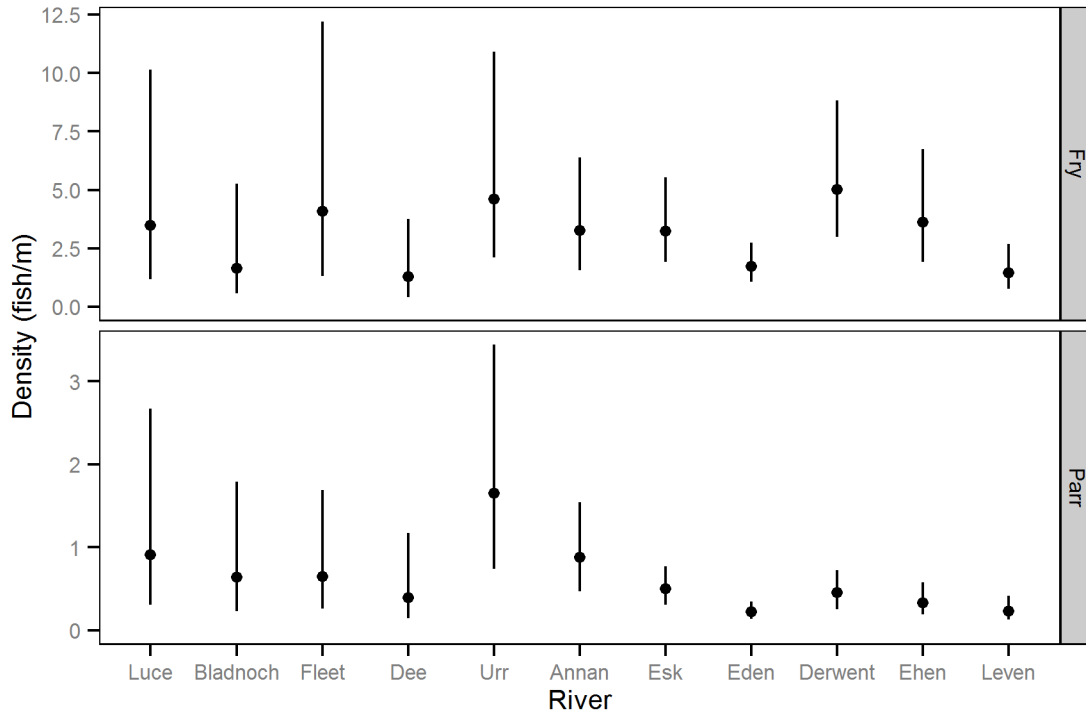 12.5
10.0
7.5
5.0
2.5
0.0
Fry
Density (fish/m)
3
2
1
0
Parr
Luce Bladnoch Fleet Dee Urr Annan Esk Eden Derwent Ehen Leven
River